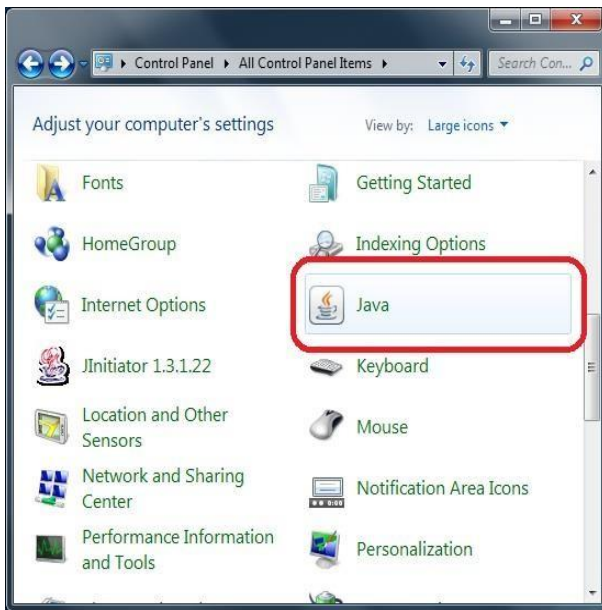 Control Panel All Control Panel Items Search Con...
Adjust your computer's settings View by: Large icons
Fonts Getting Started
HomeGroup Indexing Options
Internet Options Java
JInitiator 1.3.1.22 Keyboard
Location and Other
Sensors Mouse
Network and Sharing
Center Notification Area Icons
Performance Information
and Tools Personalization